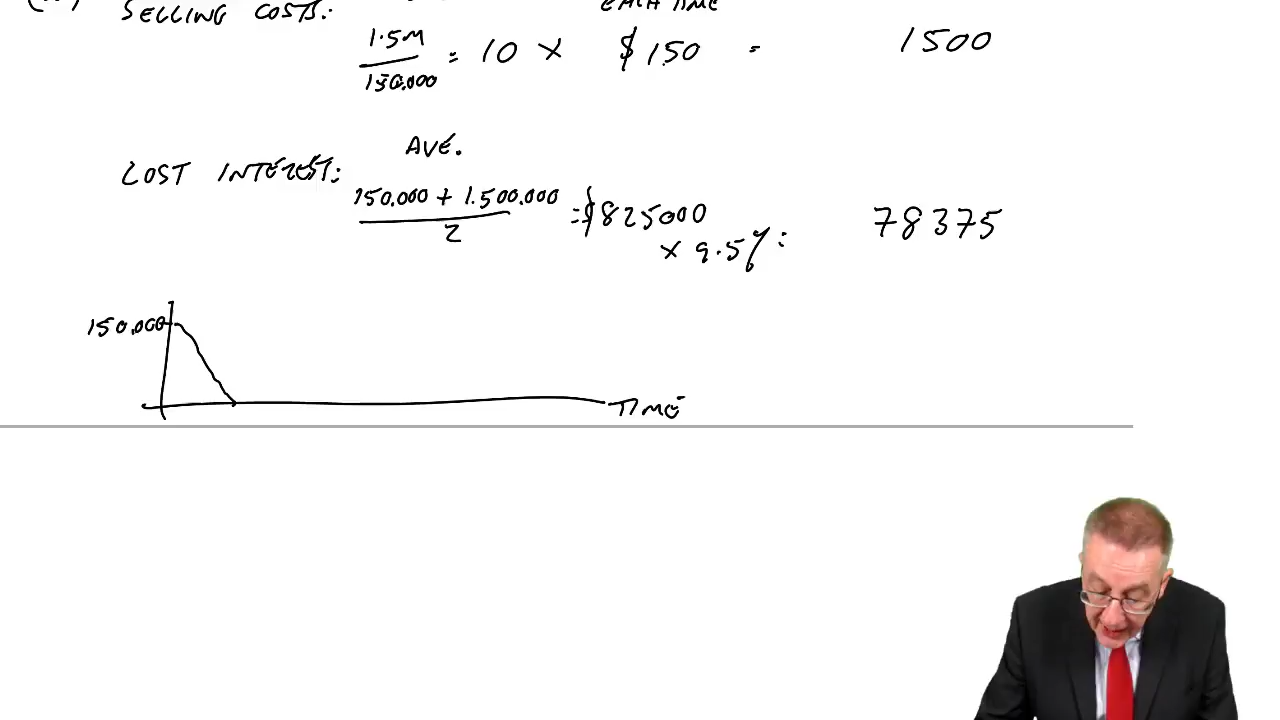 SELLING COSTS:
EACH TIME
1.5M / 150.000 = 10 × $150 = 1500
AVE.
LOST INTEREST: 150.000 + 1.500.000 / 2 = $825000
× 9.5% = 78375
150.000
TIME